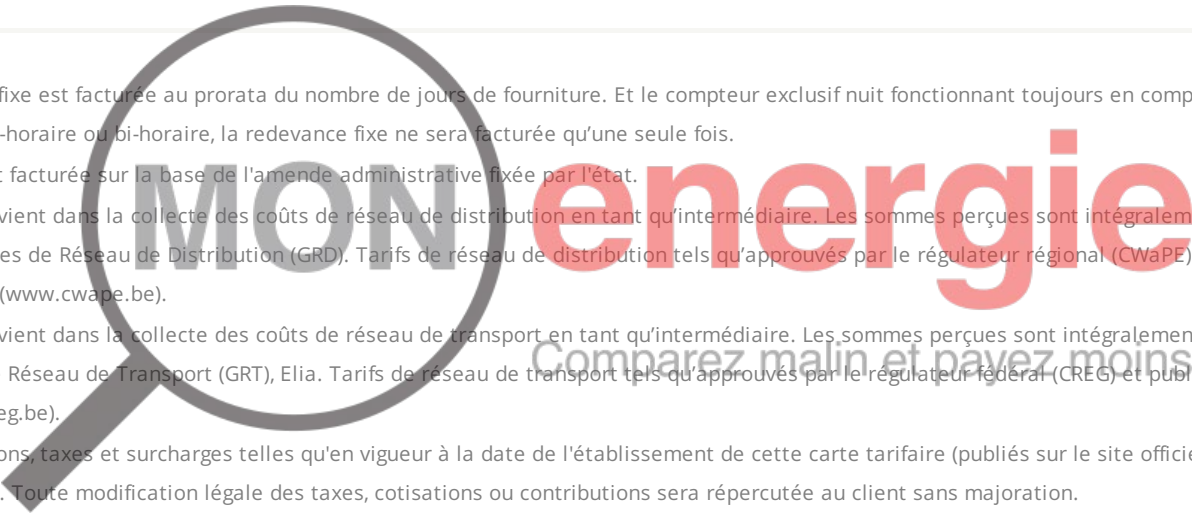 fixe est facturée au prorata du nombre de jours de fourniture. Et le compteur exclusif nuit fonctionnant toujours en comp
-horaire ou bi-horaire, la redevance fixe ne sera facturée qu’une seule fois.
t facturée sur la base de l'amende administrative fixée par l'état.
vient dans la collecte des coûts de réseau de distribution en tant qu’intermédiaire. Les sommes perçues sont intégralem
es de Réseau de Distribution (GRD). Tarifs de réseau de distribution tels qu’approuvés par le régulateur régional (CWaPE)
(www.cwape.be).
vient dans la collecte des coûts de réseau de transport en tant qu’intermédiaire. Les sommes perçues sont intégralemen
Réseau de Transport (GRT), Elia. Tarifs de réseau de transport tels qu’approuvés par le régulateur fédéral (CREG) et publ
eg.be).
ons, taxes et surcharges telles qu'en vigueur à la date de l'établissement de cette carte tarifaire (publiés sur le site officie
. Toute modification légale des taxes, cotisations ou contributions sera répercutée au client sans majoration.
MON energie
Comparez malin et payez moins